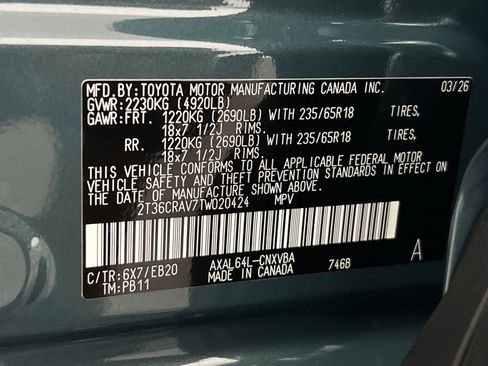 MFD.BY:TOYOTA MOTOR MANUFACTURING CANADA INC. 03/26
GVWR:2230KG (4920LB)
GAWR:FRT. 1220KG (2690LB) WITH 235/65R18 TIRES,
18x7 1/2J RIMS.
RR. 1220KG (2690LB) WITH 235/65R18 TIRES,
18x7 1/2J RIMS.
THIS VEHICLE CONFORMS TO ALL APPLICABLE FEDERAL MOTOR
VEHICLE SAFETY AND THEFT PREVENTION STANDARDS IN EFFECT ON
THE DATE OF MANUFACTURE SHOWN ABOVE.
2T36CRAV7TW020424 MPV
C/TR:6X7/EB20 AXAL64L-CNXVBA A
TM:PB11 MADE IN CANADA 746B